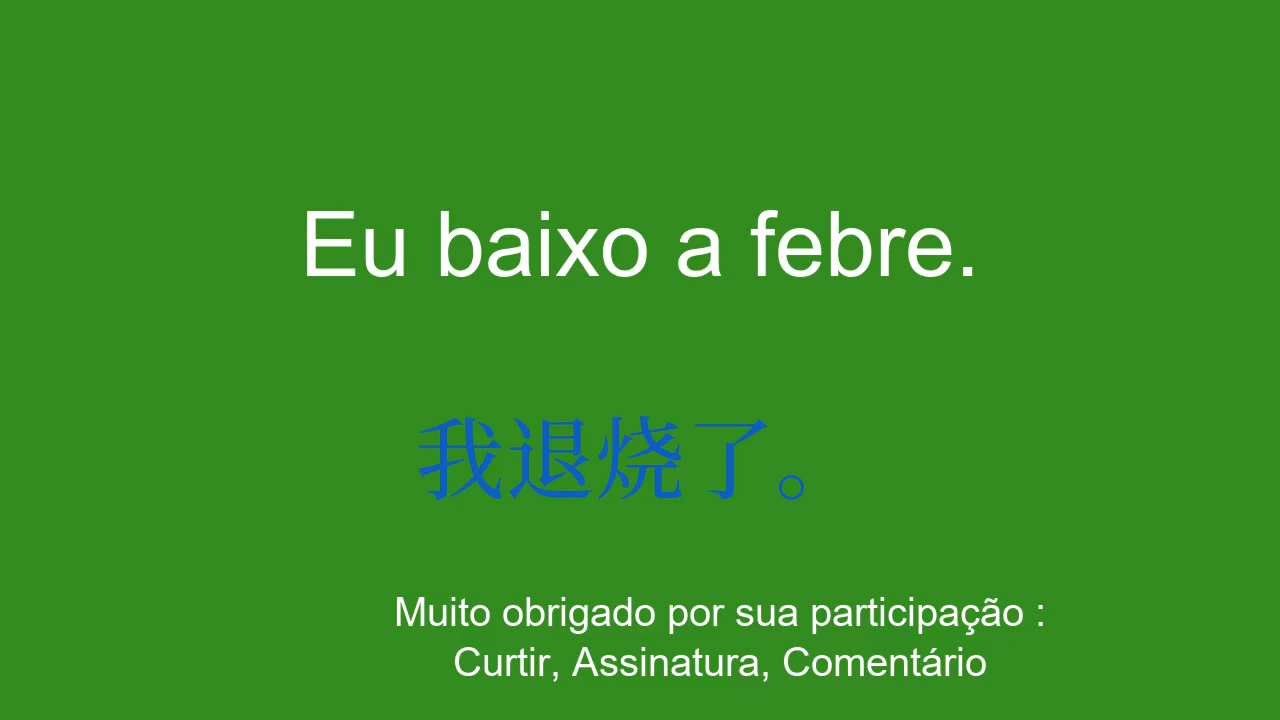 Eu baixo a febre.
我退烧了。
Muito obrigado por sua participação :
Curtir, Assinatura, Comentário